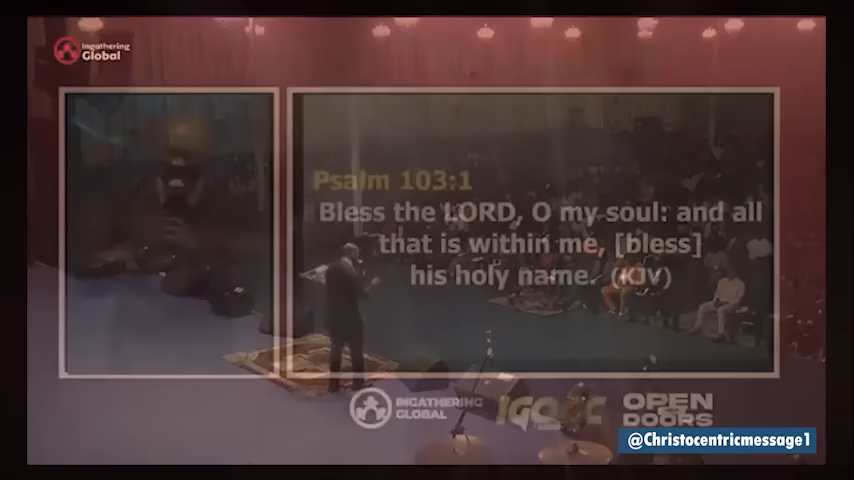 Ingathering
Global
Psalm 103:1
Bless the LORD, O my soul: and all
that is within me, [bless]
his holy name. (KJV)
INGATHERING
GLOBAL
OPEN
DOORS
@Christocentricmessage1